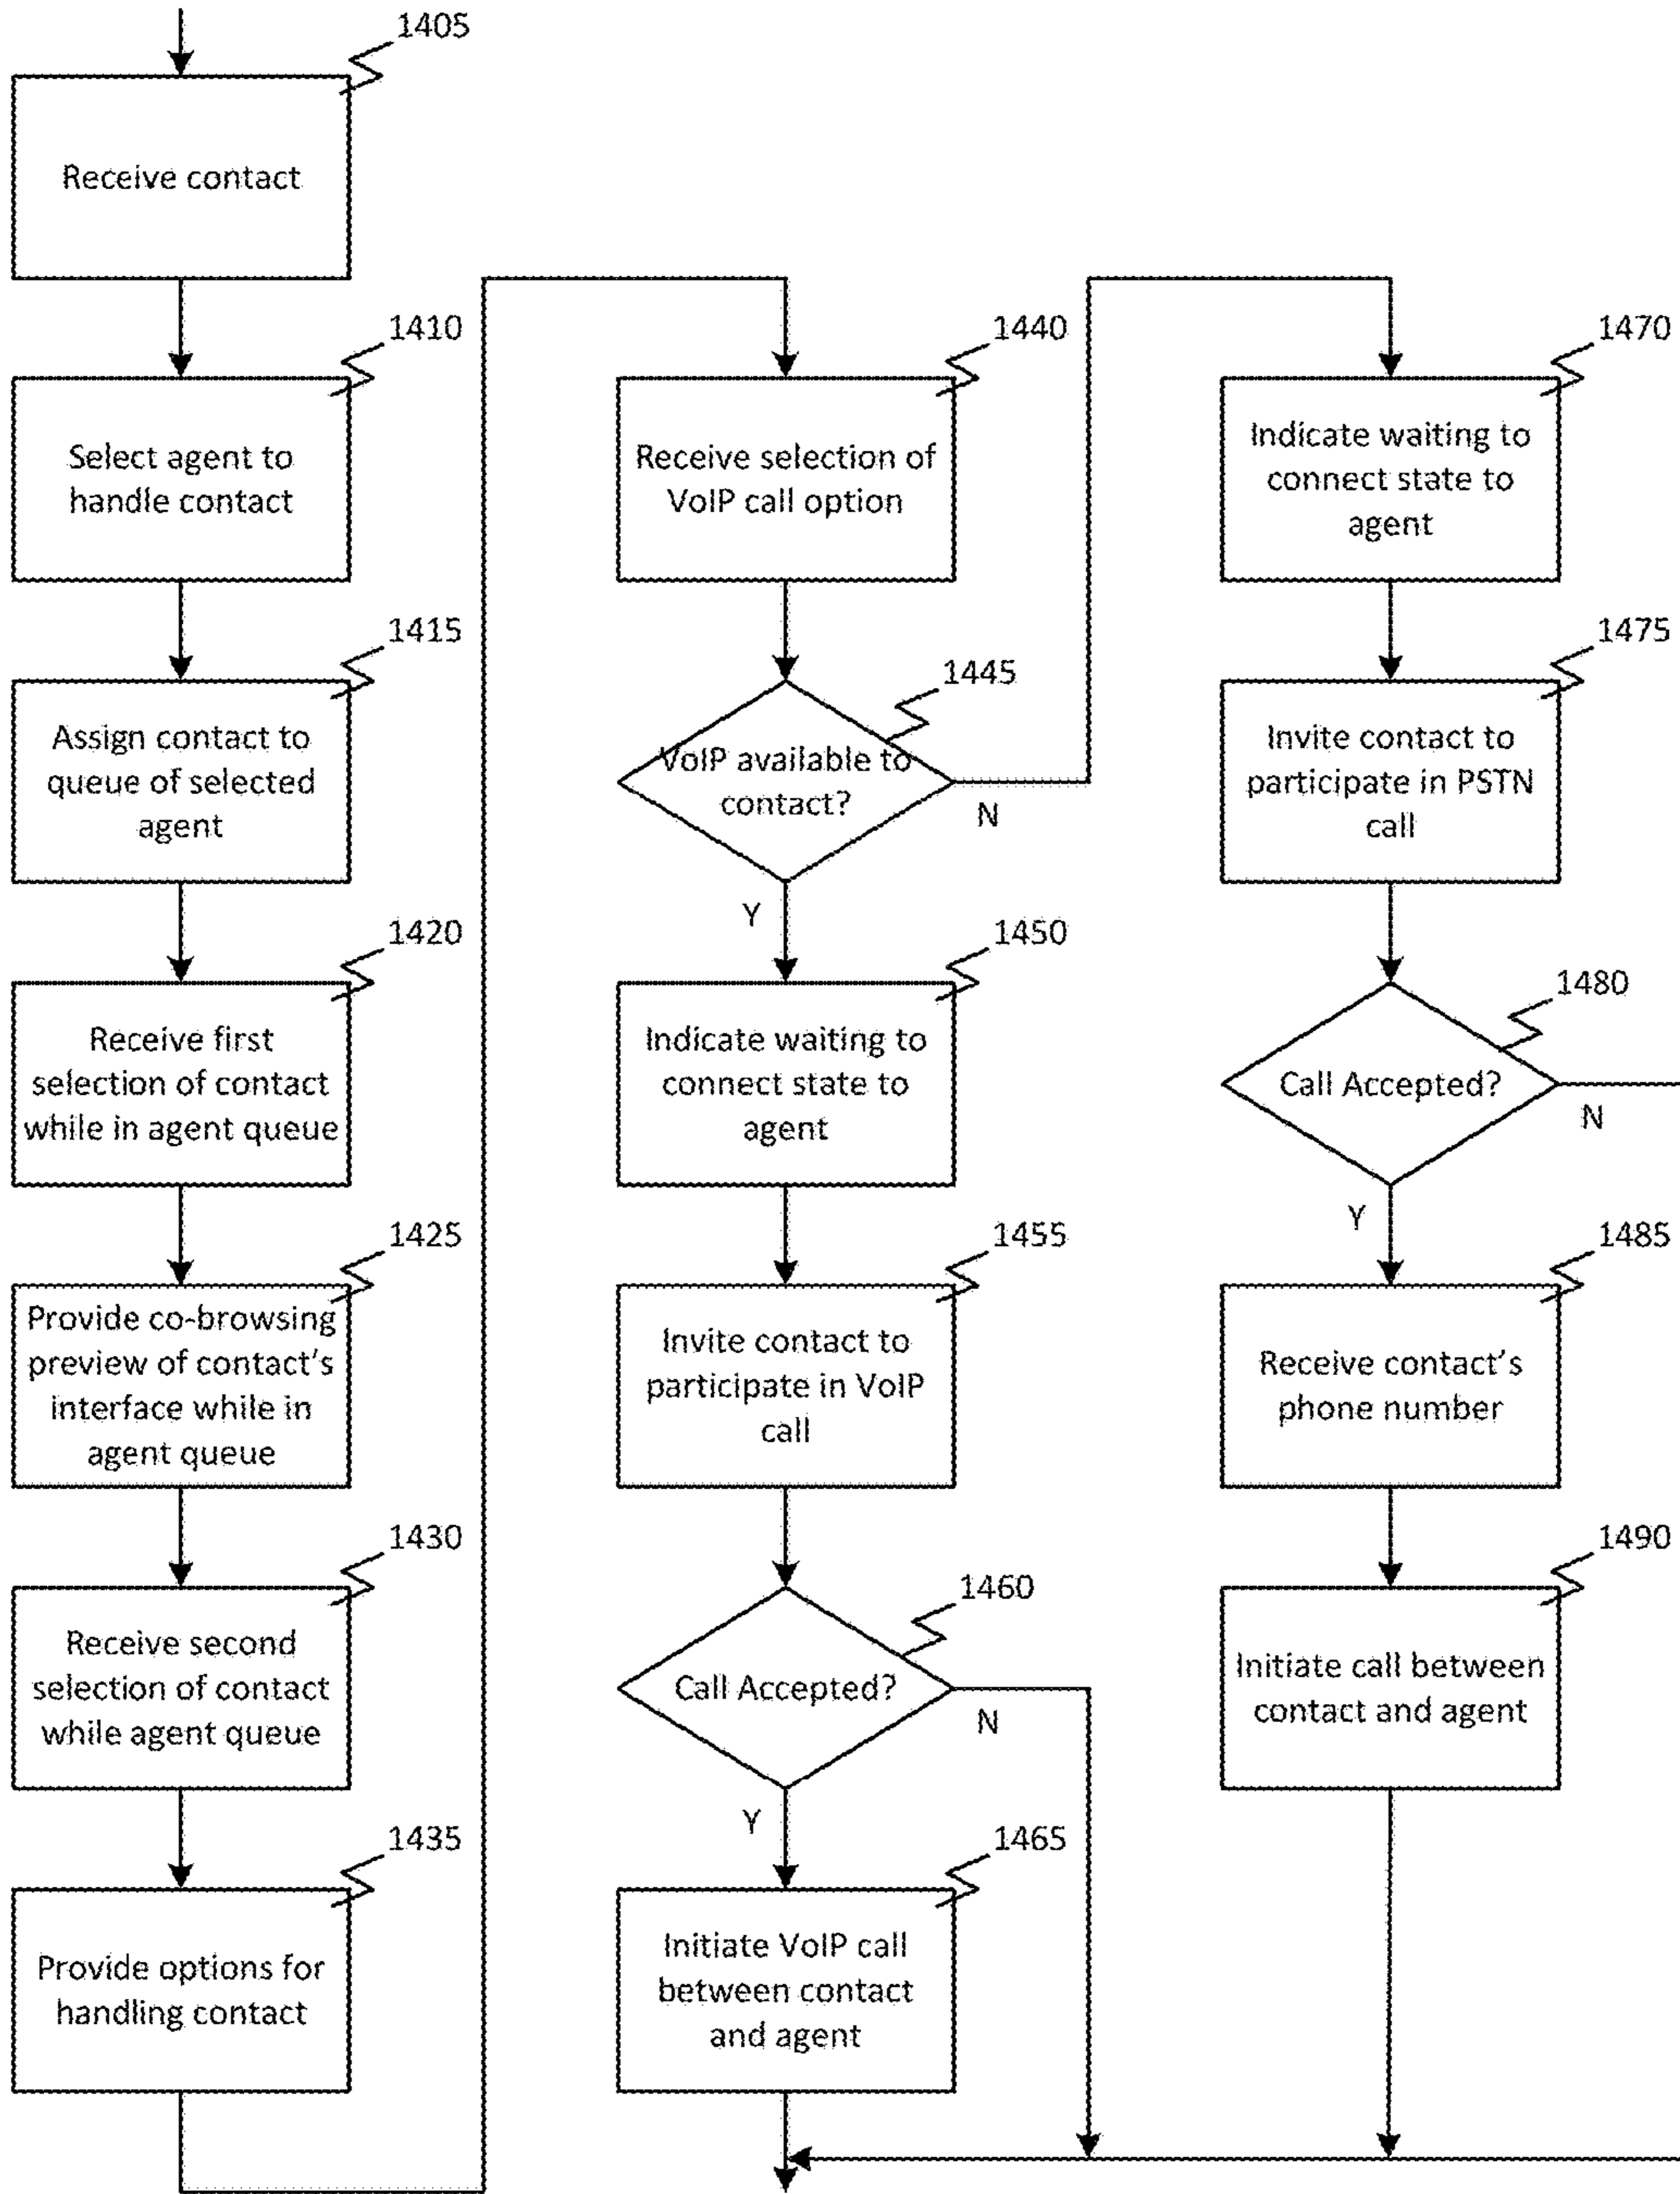 1405
Receive contact
1410
Select agent to
handle contact
1415
Assign contact to
queue of selected
agent
1420
Receive first
selection of contact
while in agent queue
1425
Provide co-browsing
preview of contact's
interface while in
agent queue
1430
Receive second
selection of contact
while agent queue
1435
Provide options for
handling contact
1440
Receive selection of
VoIP call option
1445
VoIP available to
contact?
N
Y
1450
Indicate waiting to
connect state to
agent
1455
Invite contact to
participate in VoIP
call
1460
Call Accepted?
N
Y
1465
Initiate VoIP call
between contact
and agent
1470
Indicate waiting to
connect state to
agent
1475
Invite contact to
participate in PSTN
call
1480
Call Accepted?
N
Y
1485
Receive contact's
phone number
1490
Initiate call between
contact and agent